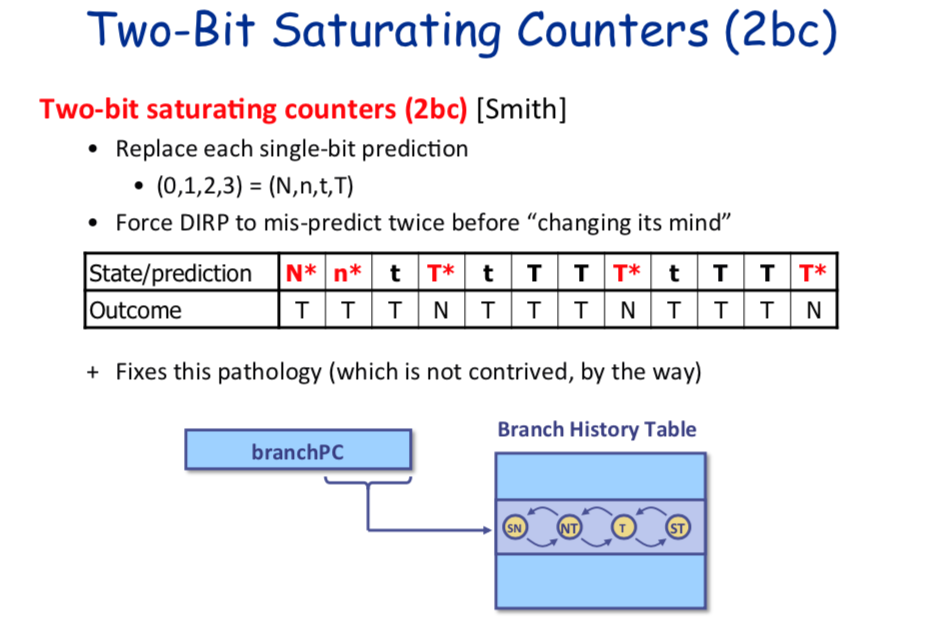 Two-Bit Saturating Counters (2bc)
Two-bit saturating counters (2bc) [Smith]
• Replace each single-bit prediction
• (0,1,2,3) = (N,n,t,T)
• Force DIRP to mis-predict twice before “changing its mind”
State/prediction N* n* t T* t T T T* t T T T*
Outcome T T T N T T T N T T T N
+ Fixes this pathology (which is not contrived, by the way)
Branch History Table
branchPC
SN NT T ST